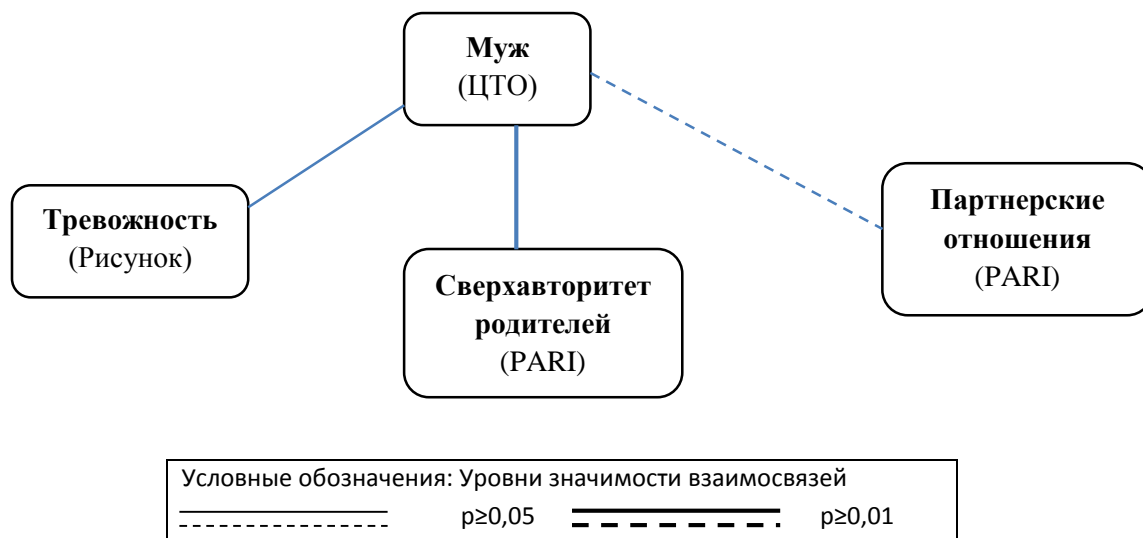 Муж
(ЦТО)
Тревожность
(Рисунок)
Сверхавторитет
родителей
(PARI)
Партнерские
отношения
(PARI)
Условные обозначения: Уровни значимости взаимосвязей
p≥0,05 p≥0,01